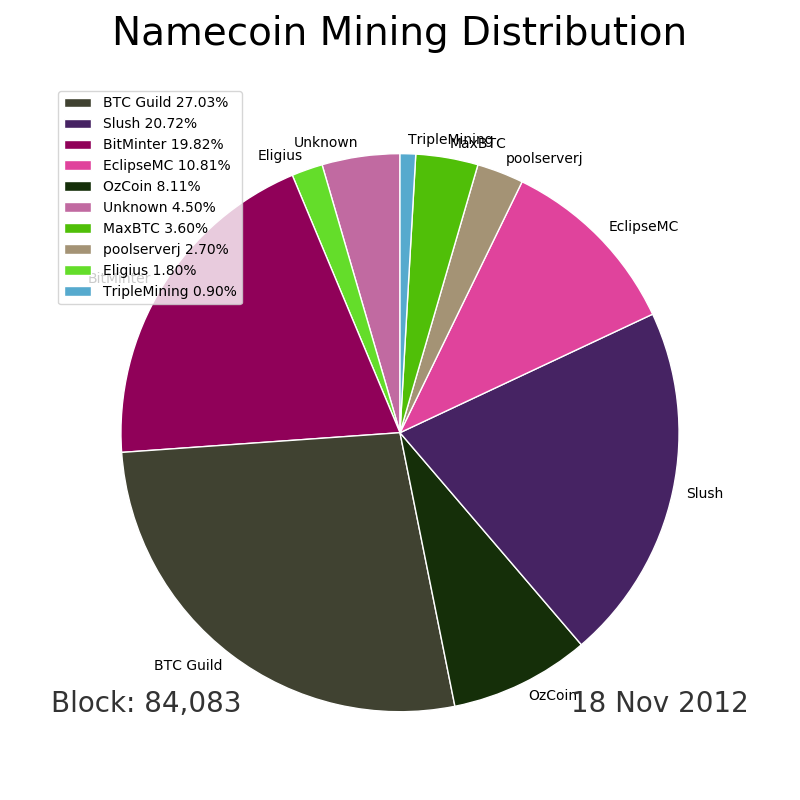 Namecoin Mining Distribution
BTC Guild 27.03%
Slush 20.72%
BitMinter 19.82%
EclipseMC 10.81%
OzCoin 8.11%
Unknown 4.50%
MaxBTC 3.60%
poolserverj 2.70%
Eligius 1.80%
TripleMining 0.90%
TripleMining
MaxBTC
Unknown
Eligius
poolserverj
EclipseMC
BitMinter
Slush
BTC Guild
OzCoin
Block: 84,083
18 Nov 2012